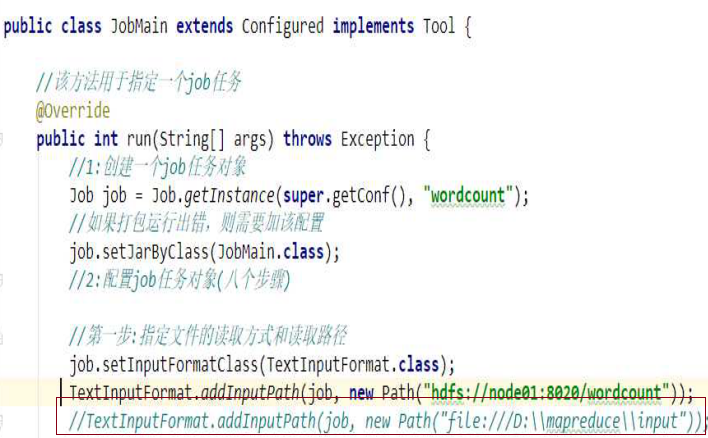 public class JobMain extends Configured implements Tool {
//该方法用于指定一个job任务
@Override
public int run(String[] args) throws Exception {
//1:创建一个job任务对象
Job job = Job.getInstance(super.getConf(), "wordcount");
//如果打包运行出错，则需要加该配置
job.setJarByClass(JobMain.class);
//2:配置job任务对象(八个步骤)
//第一步:指定文件的读取方式和读取路径
job.setInputFormatClass(TextInputFormat.class);
TextInputFormat.addInputPath(job, new Path("hdfs://node01:8020/wordcount"));
//TextInputFormat.addInputPath(job, new Path("file:///D:\\mapreduce\\input"));